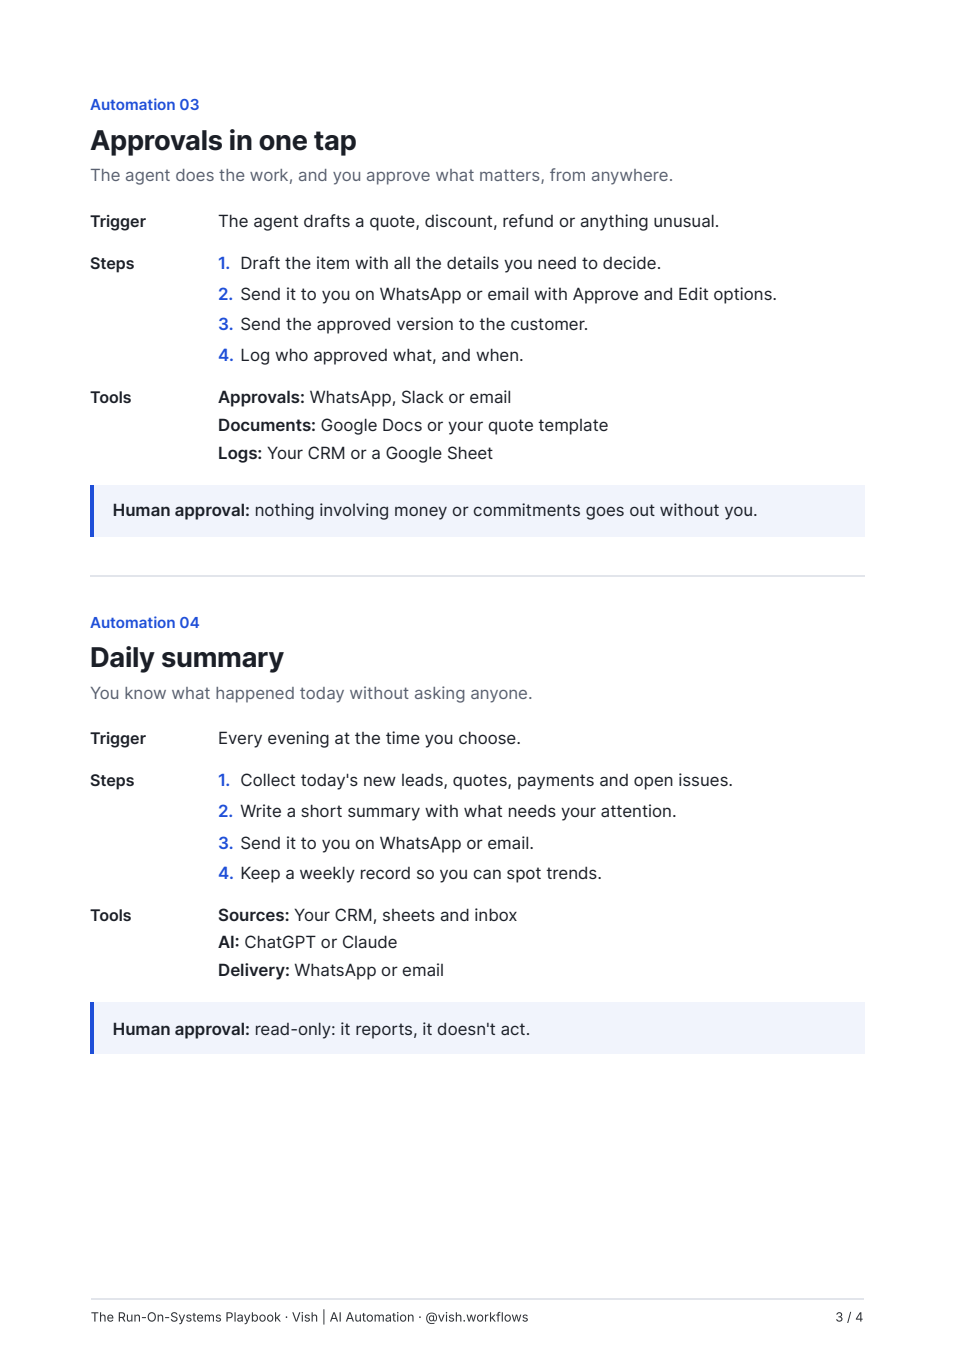 Automation 03
Approvals in one tap
The agent does the work, and you approve what matters, from anywhere.
Trigger The agent drafts a quote, discount, refund or anything unusual.
Steps 1. Draft the item with all the details you need to decide.
2. Send it to you on WhatsApp or email with Approve and Edit options.
3. Send the approved version to the customer.
4. Log who approved what, and when.
Tools Approvals: WhatsApp, Slack or email
Documents: Google Docs or your quote template
Logs: Your CRM or a Google Sheet
Human approval: nothing involving money or commitments goes out without you.
Automation 04
Daily summary
You know what happened today without asking anyone.
Trigger Every evening at the time you choose.
Steps 1. Collect today's new leads, quotes, payments and open issues.
2. Write a short summary with what needs your attention.
3. Send it to you on WhatsApp or email.
4. Keep a weekly record so you can spot trends.
Tools Sources: Your CRM, sheets and inbox
AI: ChatGPT or Claude
Delivery: WhatsApp or email
Human approval: read-only: it reports, it doesn't act.
The Run-On-Systems Playbook · Vish | AI Automation · @vish.workflows 3 / 4